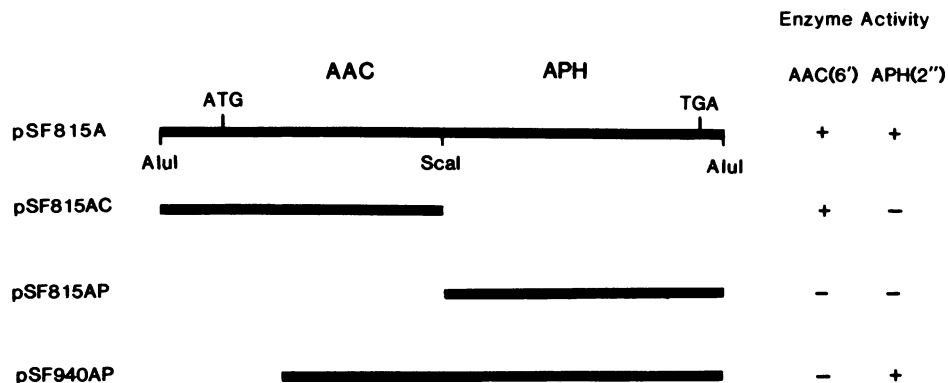 Enzyme Activity
AAC APH AAC(6') APH(2'')
ATG TGA
pSF815A + +
AluI ScaI AluI
pSF815AC + −
pSF815AP − −
pSF940AP − +